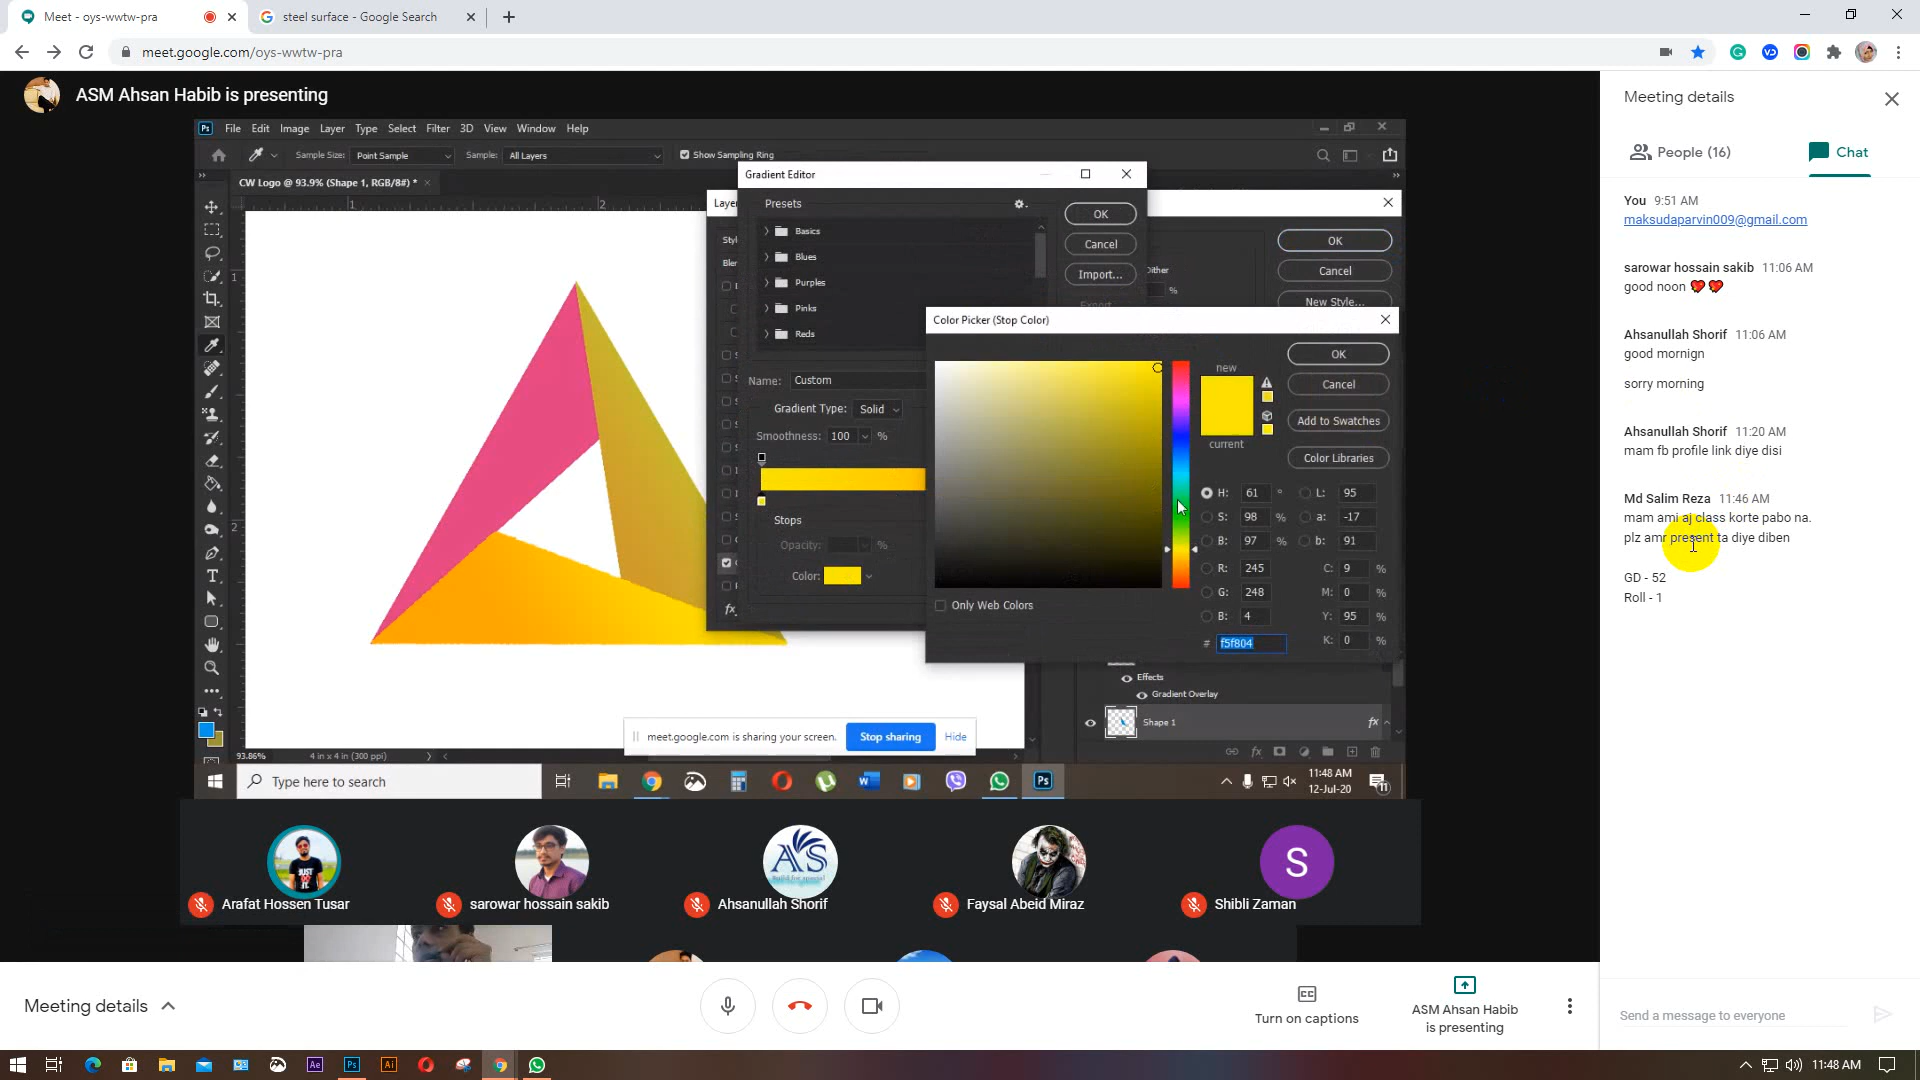 Meet - oys-wwtw-pra
steel surface - Google Search
meet.google.com/oys-wwtw-pra
ASM Ahsan Habib is presenting
Ps File Edit Image Layer Type Select Filter 3D View Window Help
Sample Size: Point Sample Sample: All Layers Show Sampling Ring
CW Logo @ 93.9% (Shape 1, RGB/8#) *
1 2
1
2
Gradient Editor
Presets
Basics
Blues
Purples
Pinks
Reds
OK
Cancel
Import...
Export...
Name: Custom
Gradient Type: Solid
Smoothness: 100 %
Stops
Opacity: %
Color:
fx
OK
Cancel
New Style...
%
Color Picker (Stop Color)
new
current
OK
Cancel
Add to Swatches
Color Libraries
H: 61 ° L: 95
S: 98 % a: -17
B: 97 % b: 91
R: 245 C: 9 %
G: 248 M: 0 %
B: 4 Y: 95 %
# f5f804 K: 0 %
Only Web Colors
Effects
Gradient Overlay
Shape 1 fx
93.86% 4 in x 4 in (300 ppi)
meet.google.com is sharing your screen. Stop sharing Hide
Type here to search
11:48 AM
12-Jul-20
11
Arafat Hossen Tusar
sarowar hossain sakib
Ahsanullah Shorif
Faysal Abeid Miraz
S
Shibli Zaman
Meeting details
Turn on captions
ASM Ahsan Habib
is presenting
Meeting details
People (16) Chat
You 9:51 AM
maksudaparvin009@gmail.com
sarowar hossain sakib 11:06 AM
good noon 💖💖
Ahsanullah Shorif 11:06 AM
good mornign
sorry morning
Ahsanullah Shorif 11:20 AM
mam fb profile link diye disi
Md Salim Reza 11:46 AM
mam ami aj class korte pabo na.
plz amr present ta diye diben
GD - 52
Roll - 1
Send a message to everyone
11:48 AM